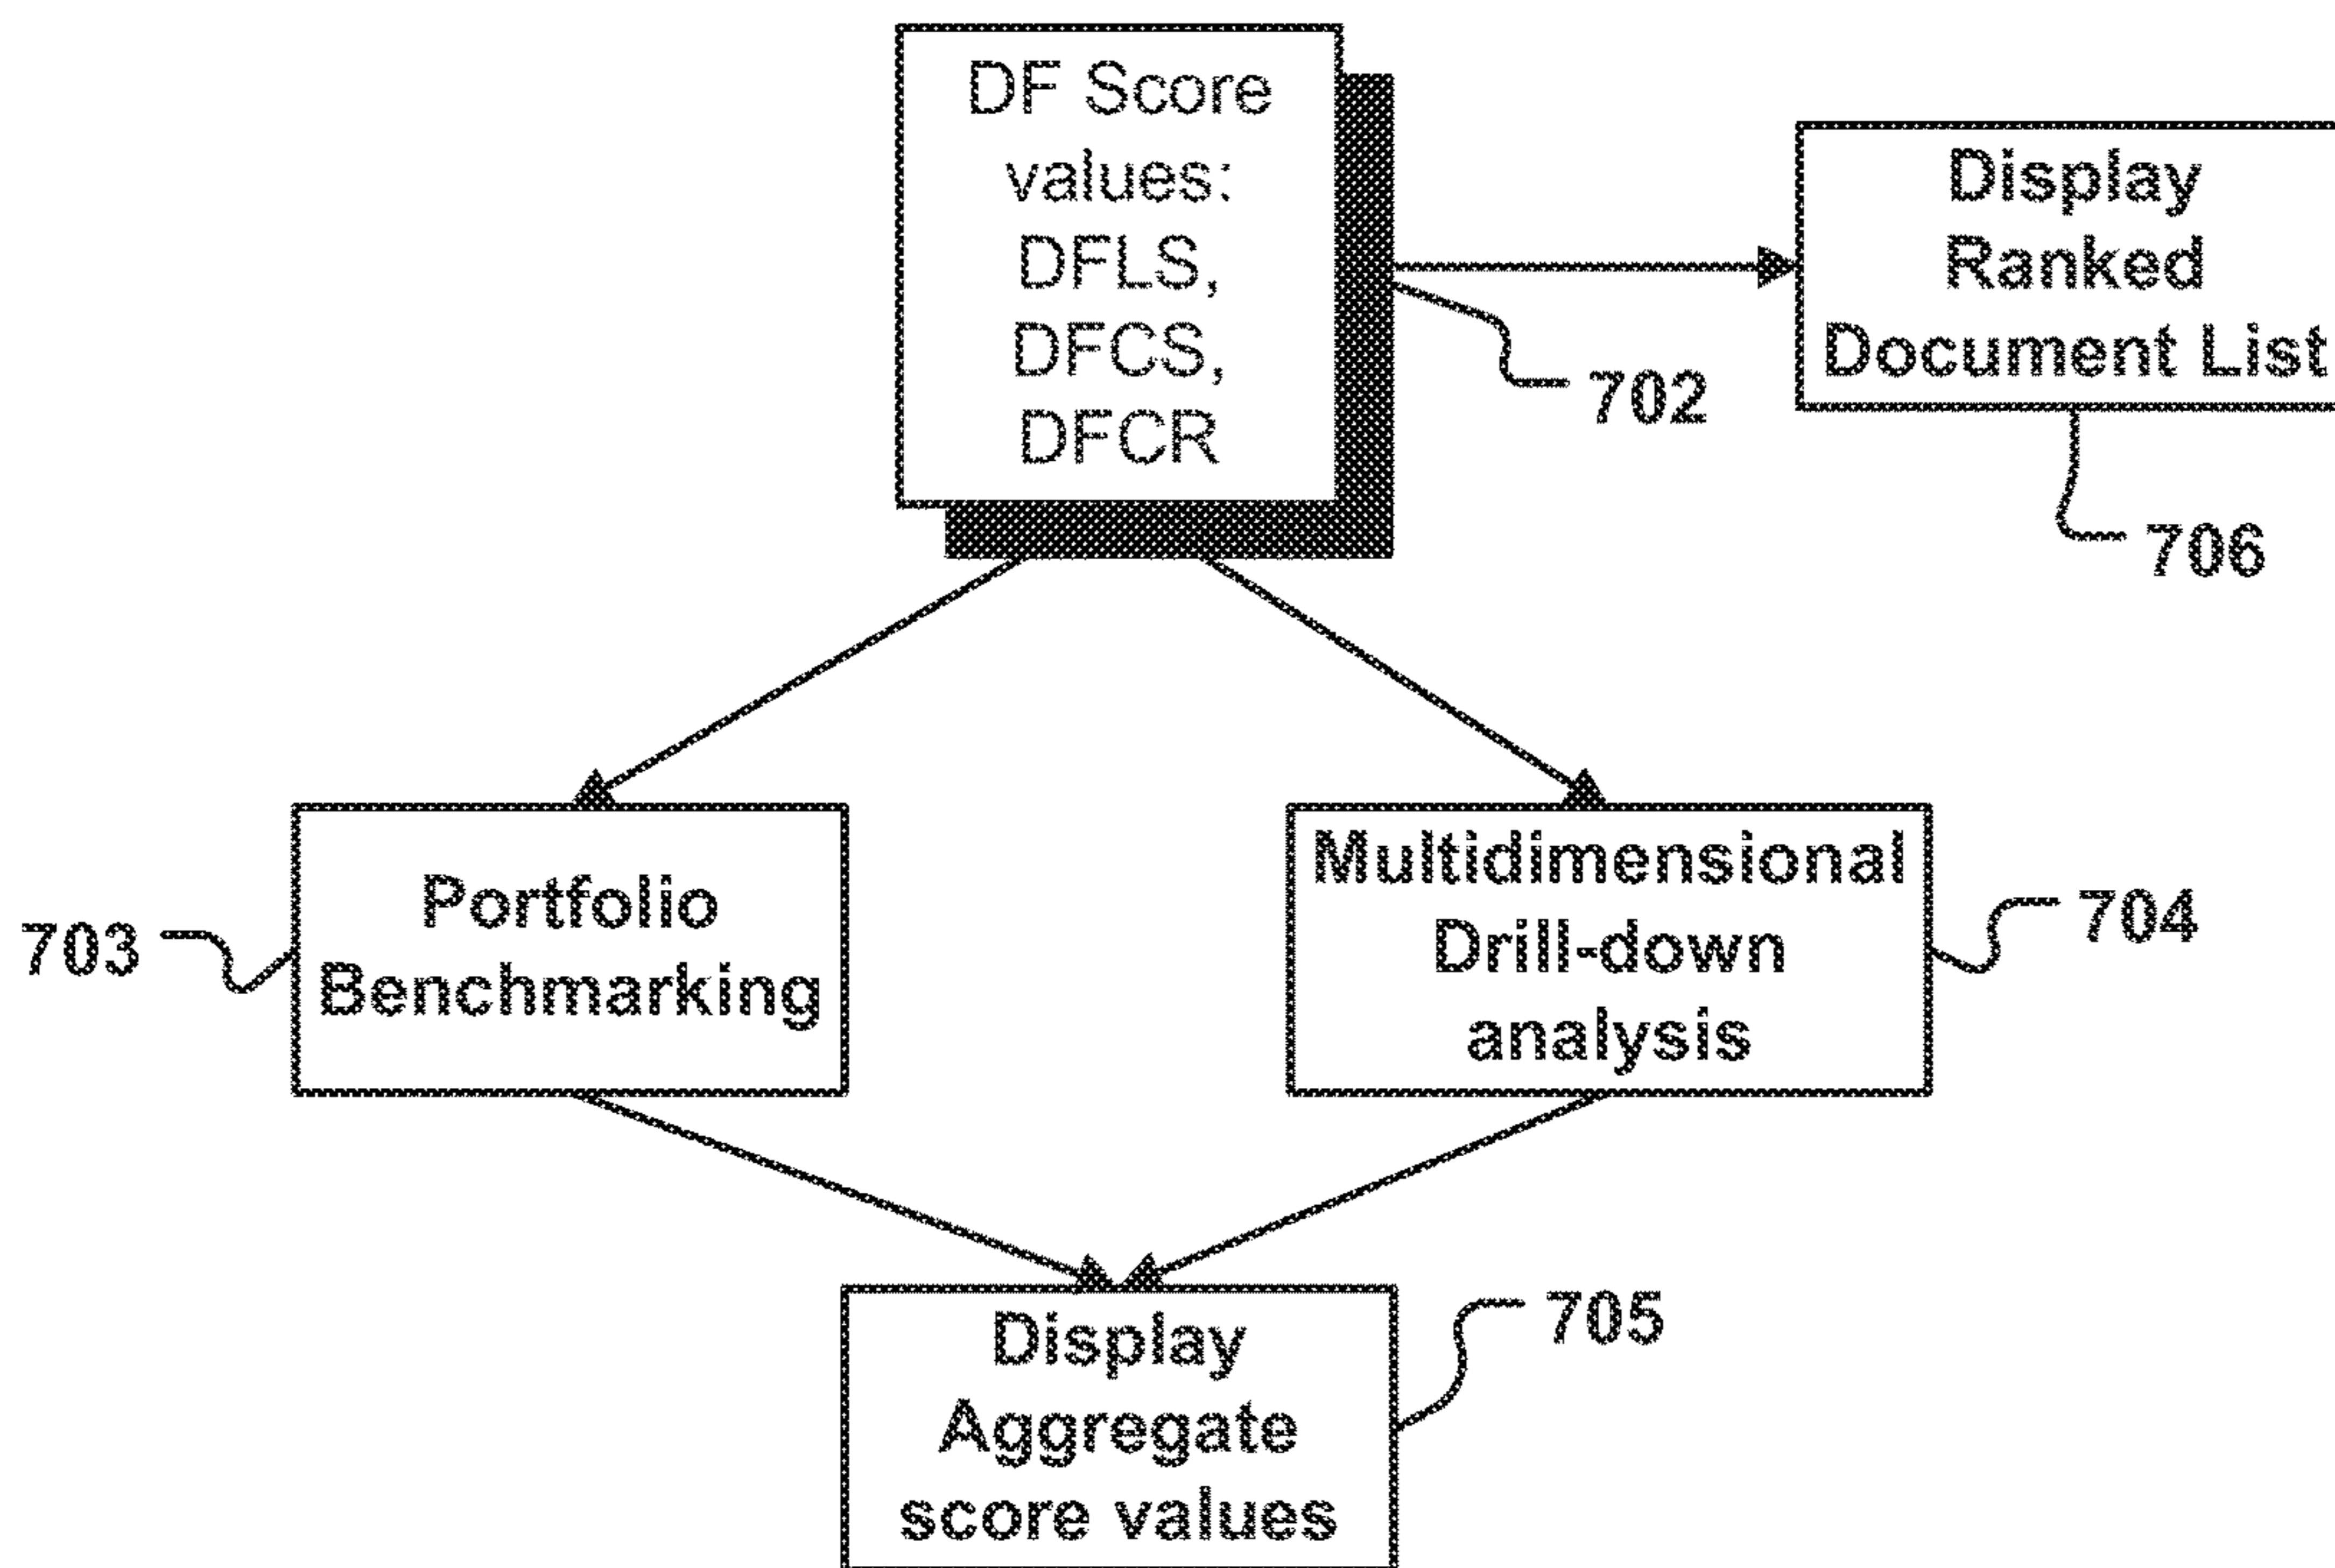 DF Score
values:
DFLS,
DFCS,
DFCR
702
Display
Ranked
Document List
706
703
Portfolio
Benchmarking
Multidimensional
Drill-down
analysis
704
Display
Aggregate
score values
705